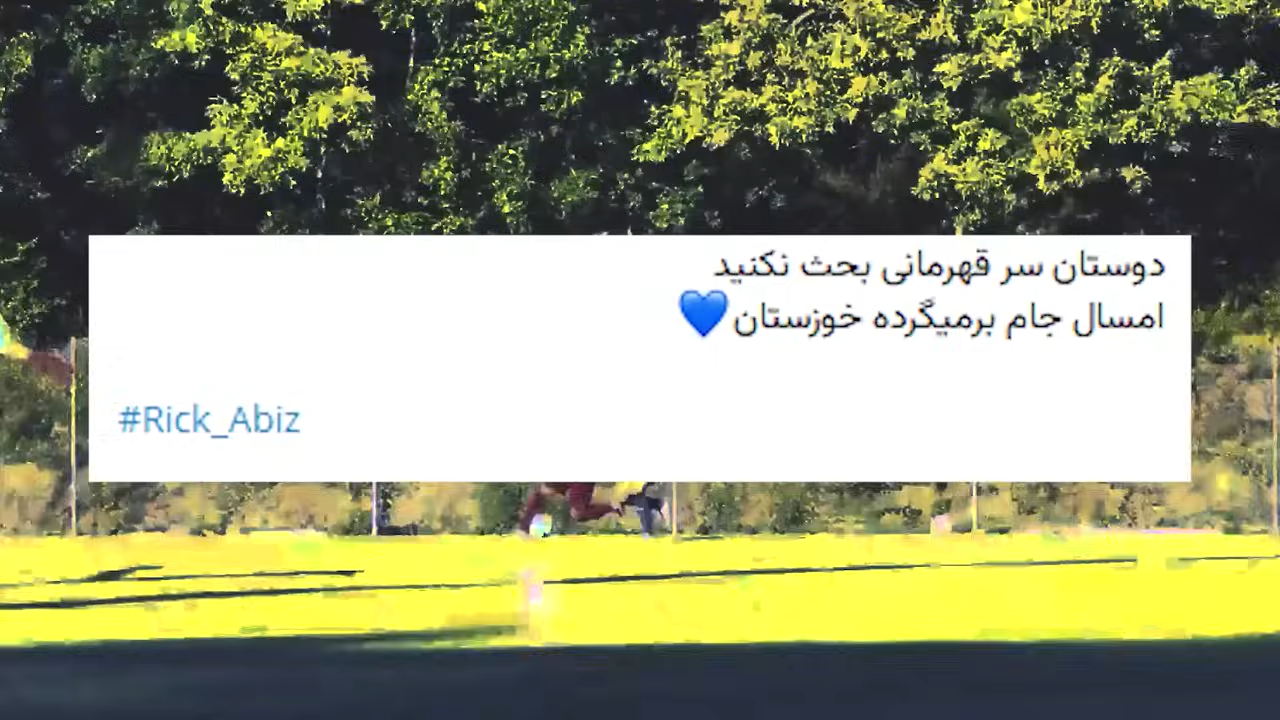 دوستان سر قهرمانی بحث نکنید
امسال جام برمیگرده خوزستان💙
#Rick_Abiz